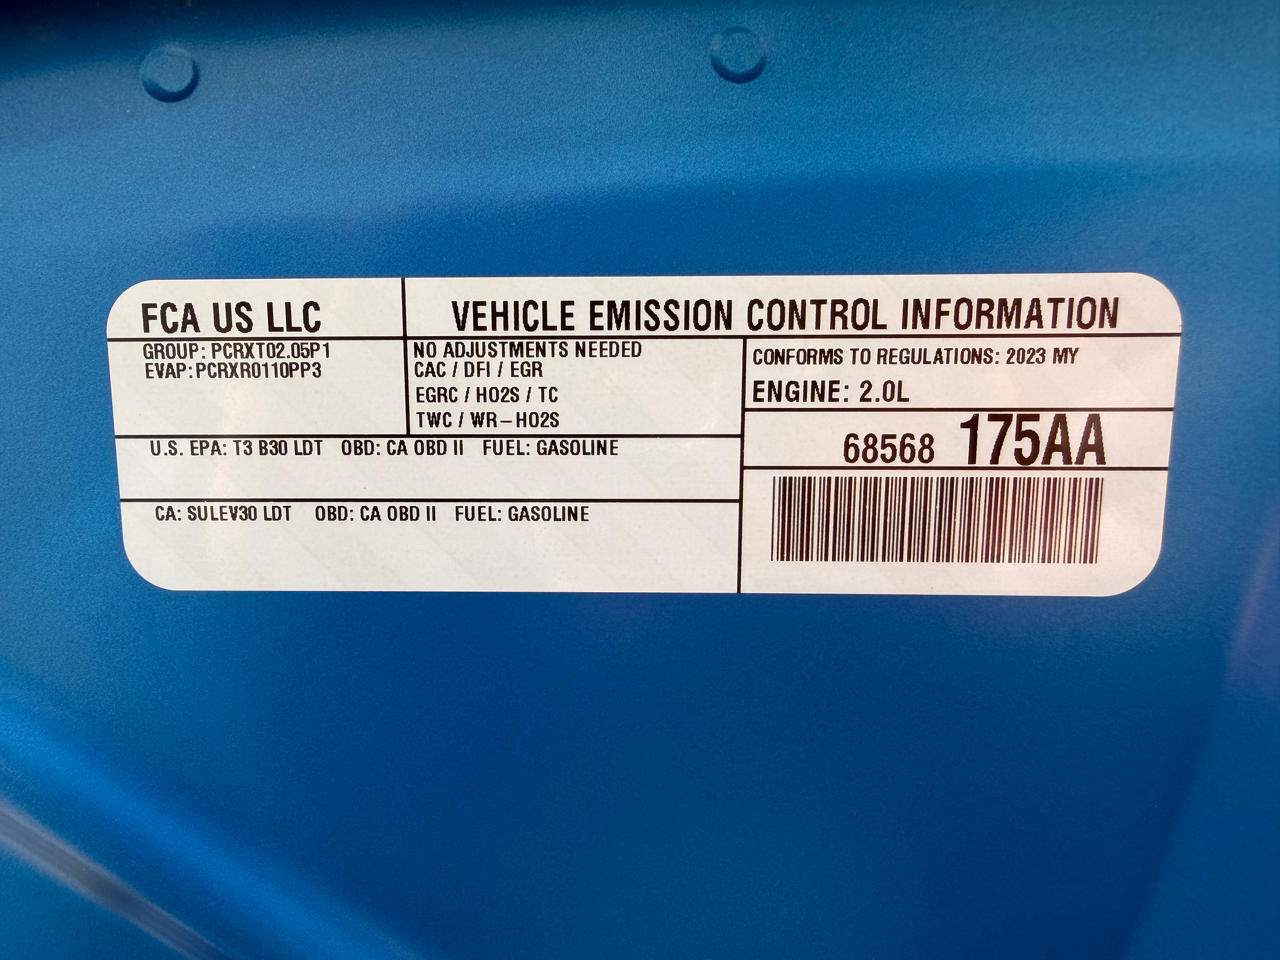 FCA US LLC
VEHICLE EMISSION CONTROL INFORMATION
GROUP: PCRXT02.05P1
EVAP: PCRXR0110PP3
NO ADJUSTMENTS NEEDED
CAC / DFI / EGR
EGRC / HO2S / TC
TWC / WR-HO2S
CONFORMS TO REGULATIONS: 2023 MY
ENGINE: 2.0L
68568 175AA
U.S. EPA: T3 B30 LDT OBD: CA OBD II FUEL: GASOLINE
CA: SULEV30 LDT OBD: CA OBD II FUEL: GASOLINE